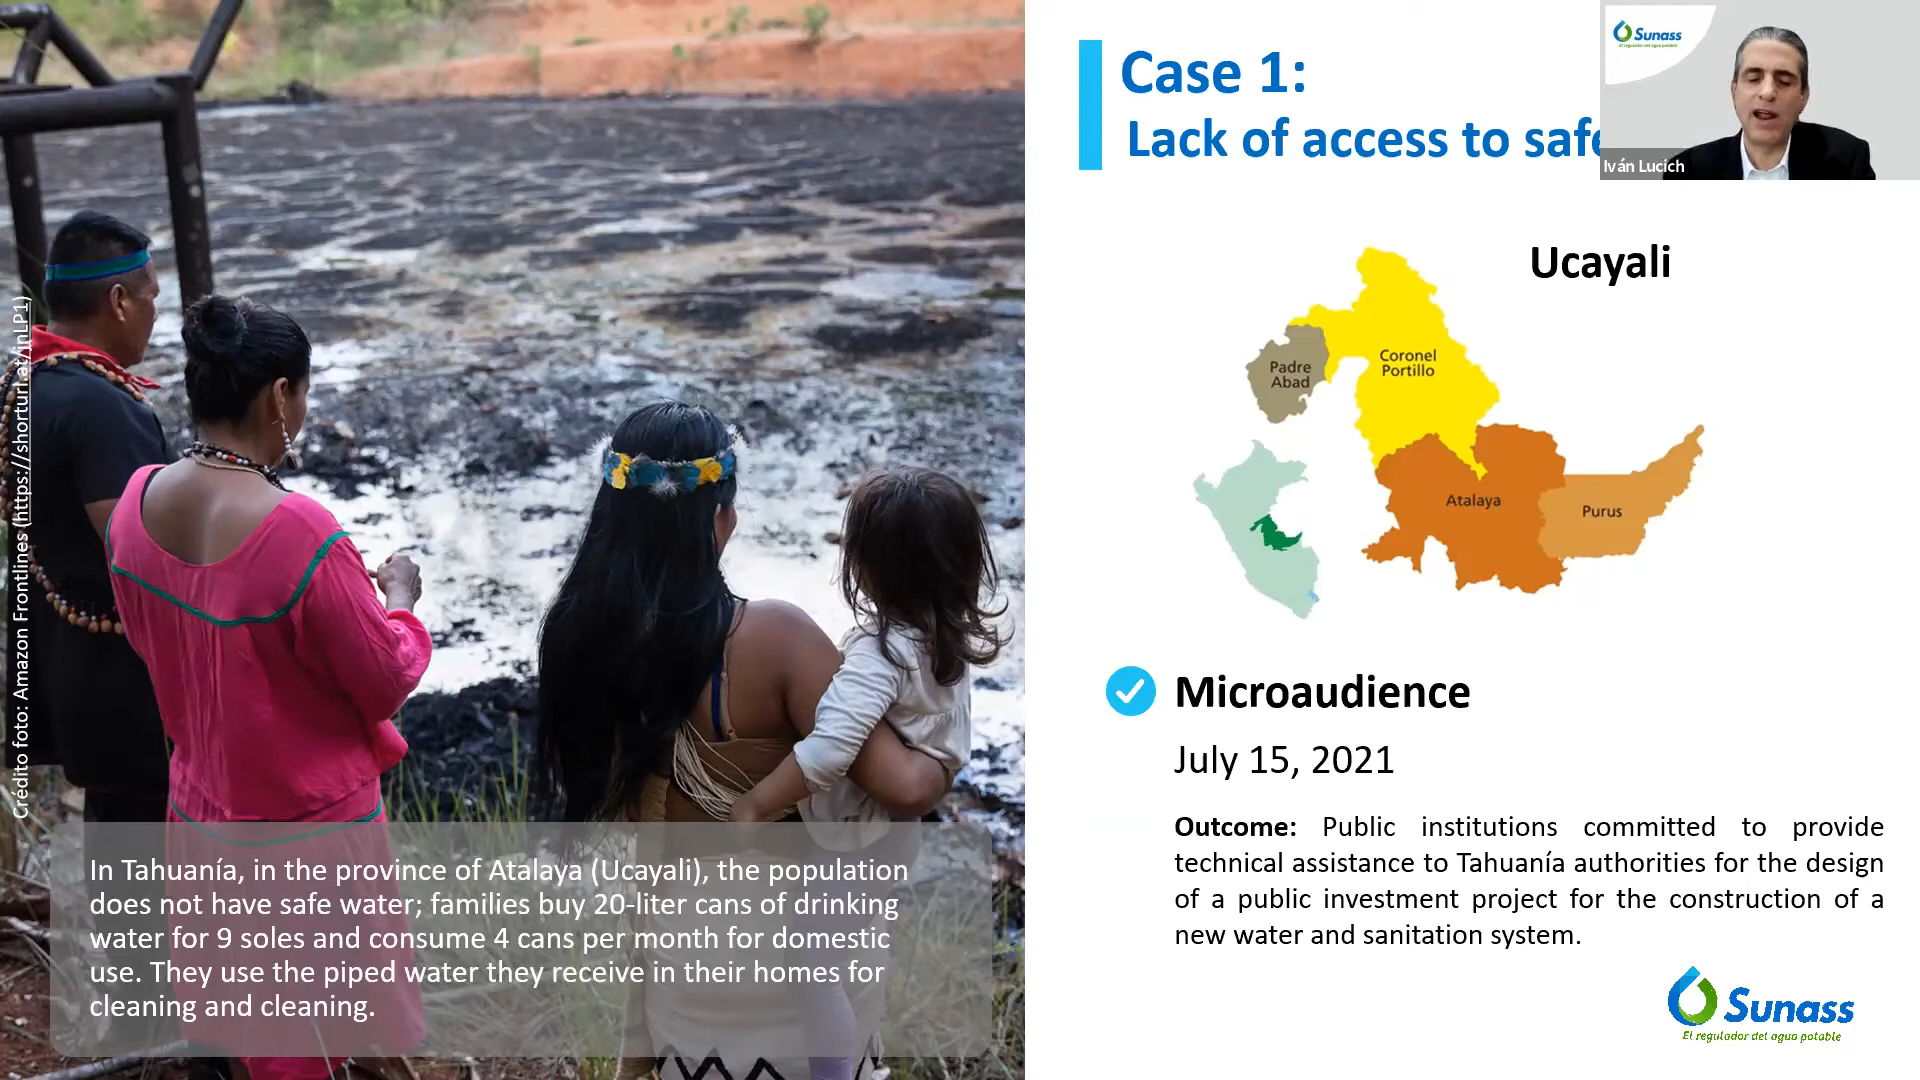 Case 1:
Lack of access to safe
Sunass
El regulador del agua potable
Iván Lucich
Ucayali
Padre
Abad
Coronel
Portillo
Atalaya
Purus
Crédito foto: Amazon Frontlines (https://shorturl.at/inLP1)
In Tahuanía, in the province of Atalaya (Ucayali), the population
does not have safe water; families buy 20-liter cans of drinking
water for 9 soles and consume 4 cans per month for domestic
use. They use the piped water they receive in their homes for
cleaning and cleaning.
Microaudience
July 15, 2021
Outcome: Public institutions committed to provide
technical assistance to Tahuanía authorities for the design
of a public investment project for the construction of a
new water and sanitation system.
Sunass
El regulador del agua potable